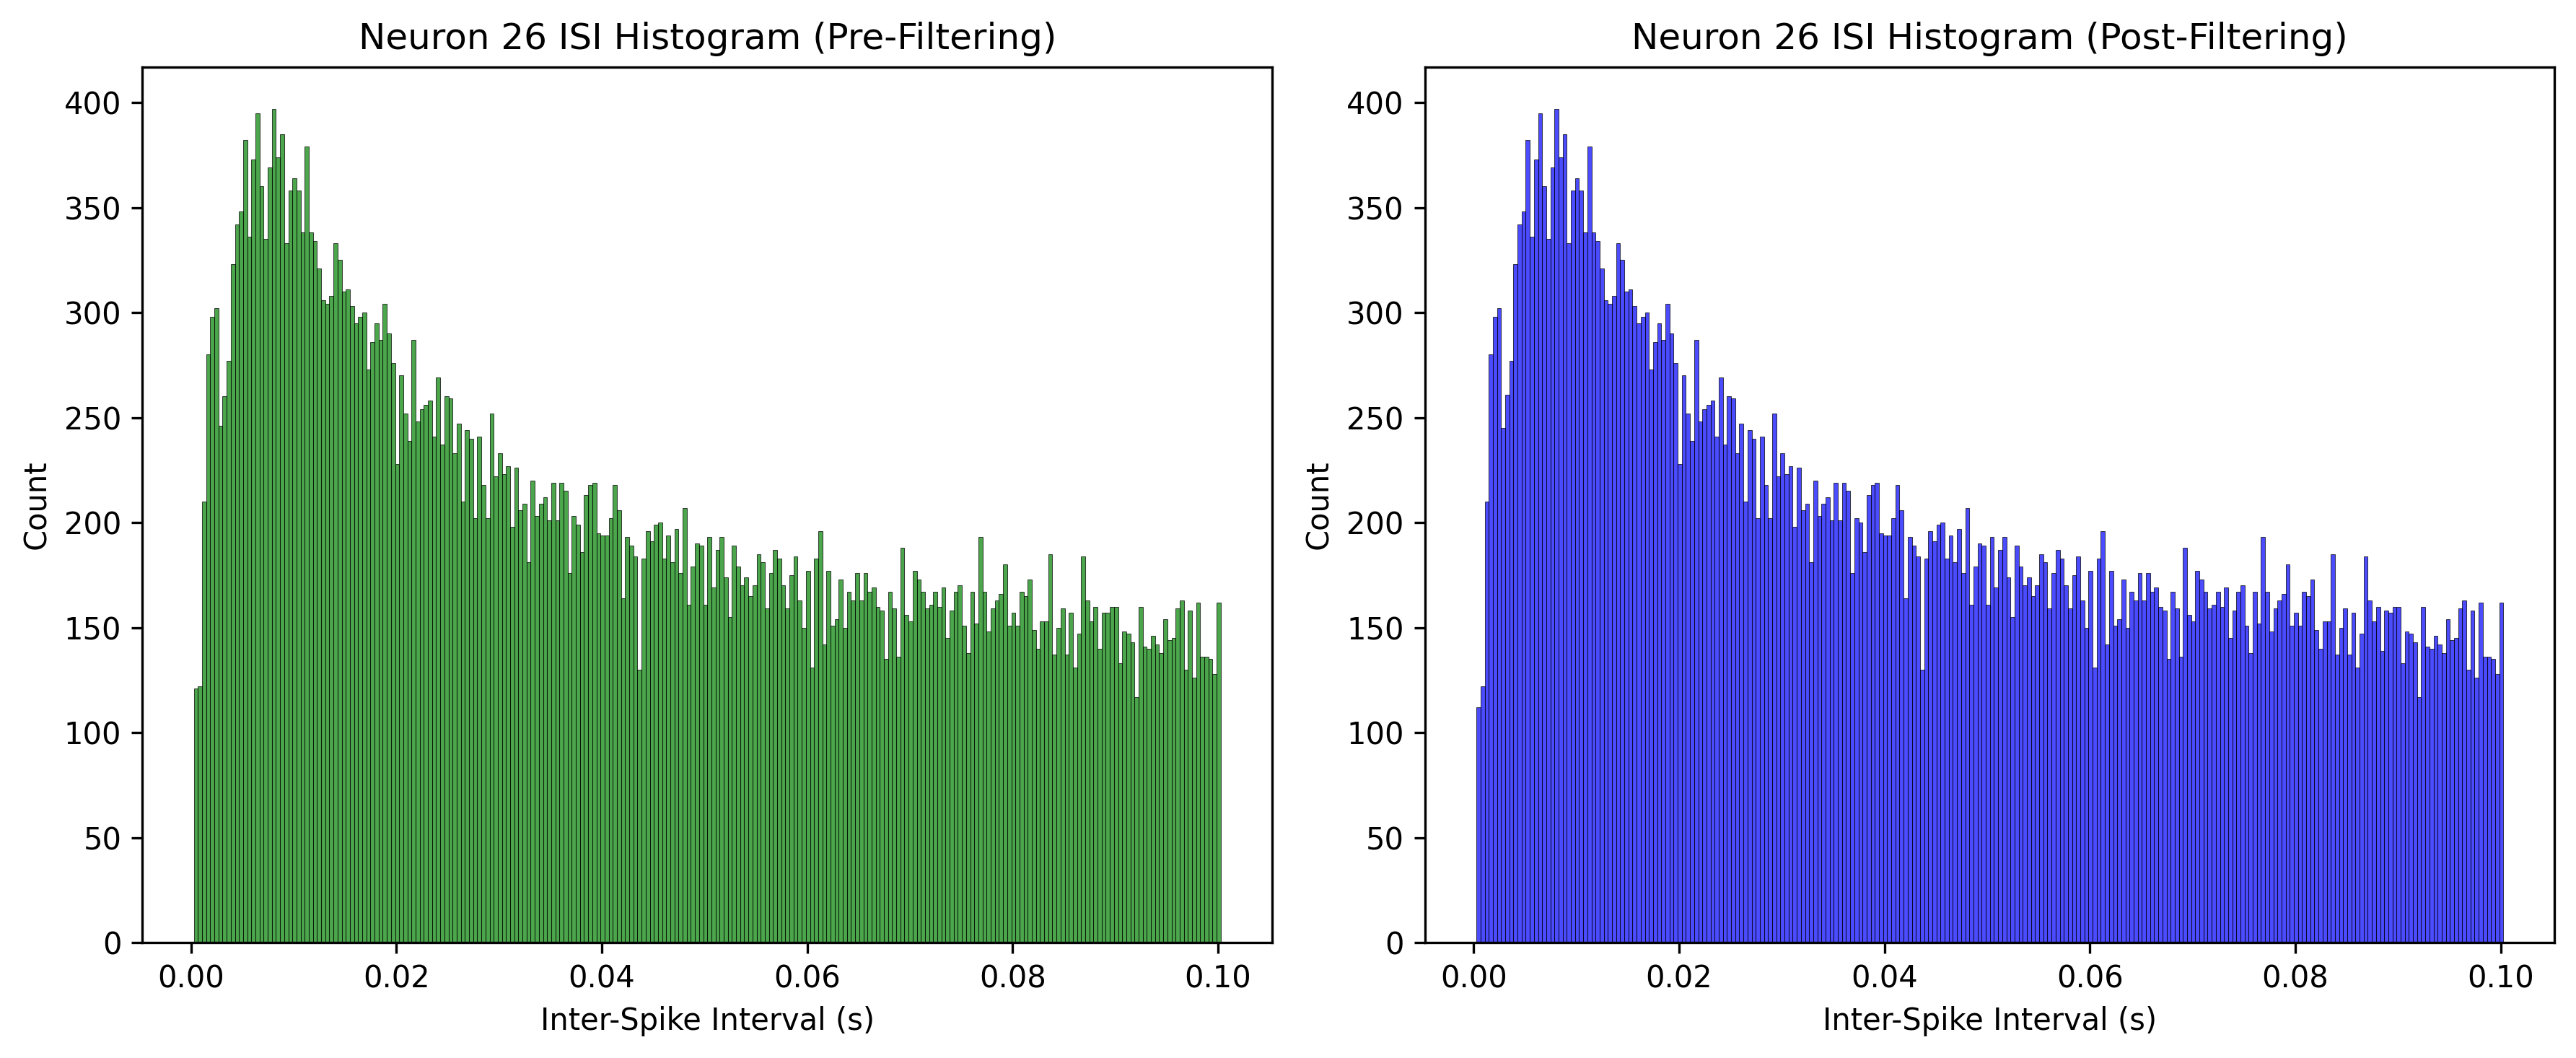 Neuron 26 ISI Histogram (Pre-Filtering)
400
350
300
250
200
150
100
50
0
Count
0.00 0.02 0.04 0.06 0.08 0.10
Inter-Spike Interval (s)
Neuron 26 ISI Histogram (Post-Filtering)
400
350
300
250
200
150
100
50
0
Count
0.00 0.02 0.04 0.06 0.08 0.10
Inter-Spike Interval (s)